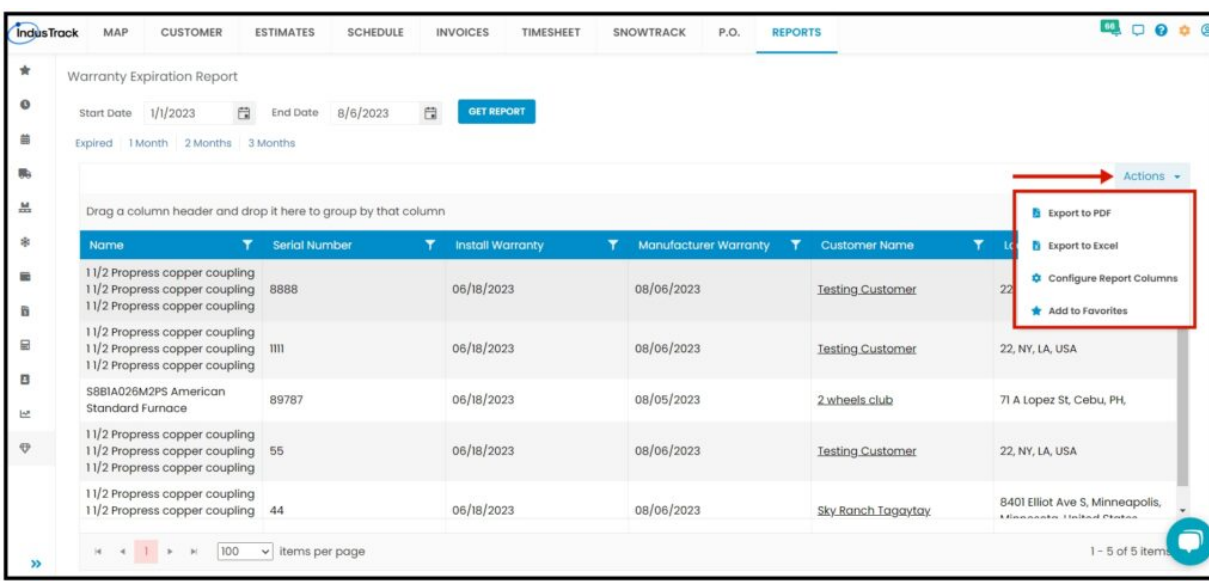 IndusTrack MAP CUSTOMER ESTIMATES SCHEDULE INVOICES TIMESHEET SNOWTRACK P.O. REPORTS 66
Warranty Expiration Report
Start Date 1/1/2023 End Date 8/6/2023 GET REPORT
Expired 1 Month 2 Months 3 Months
Actions
Export to PDF
Export to Excel
Configure Report Columns
Add to Favorites
Drag a column header and drop it here to group by that column
Name Serial Number Install Warranty Manufacturer Warranty Customer Name
1 1/2 Propress copper coupling
1 1/2 Propress copper coupling 8888 06/18/2023 08/06/2023 Testing Customer 22
1 1/2 Propress copper coupling
1 1/2 Propress copper coupling
1 1/2 Propress copper coupling 1111 06/18/2023 08/06/2023 Testing Customer 22, NY, LA, USA
1 1/2 Propress copper coupling
S8B1A026M2PS American
Standard Furnace 89787 06/18/2023 08/05/2023 2 wheels club 71 A Lopez St, Cebu, PH,
1 1/2 Propress copper coupling
1 1/2 Propress copper coupling 55 06/18/2023 08/06/2023 Testing Customer 22, NY, LA, USA
1 1/2 Propress copper coupling
1 1/2 Propress copper coupling
1 1/2 Propress copper coupling 44 06/18/2023 08/06/2023 Sky Ranch Tagaytay 8401 Elliot Ave S, Minneapolis,
Minnesota, United States
1 100 items per page 1 - 5 of 5 items